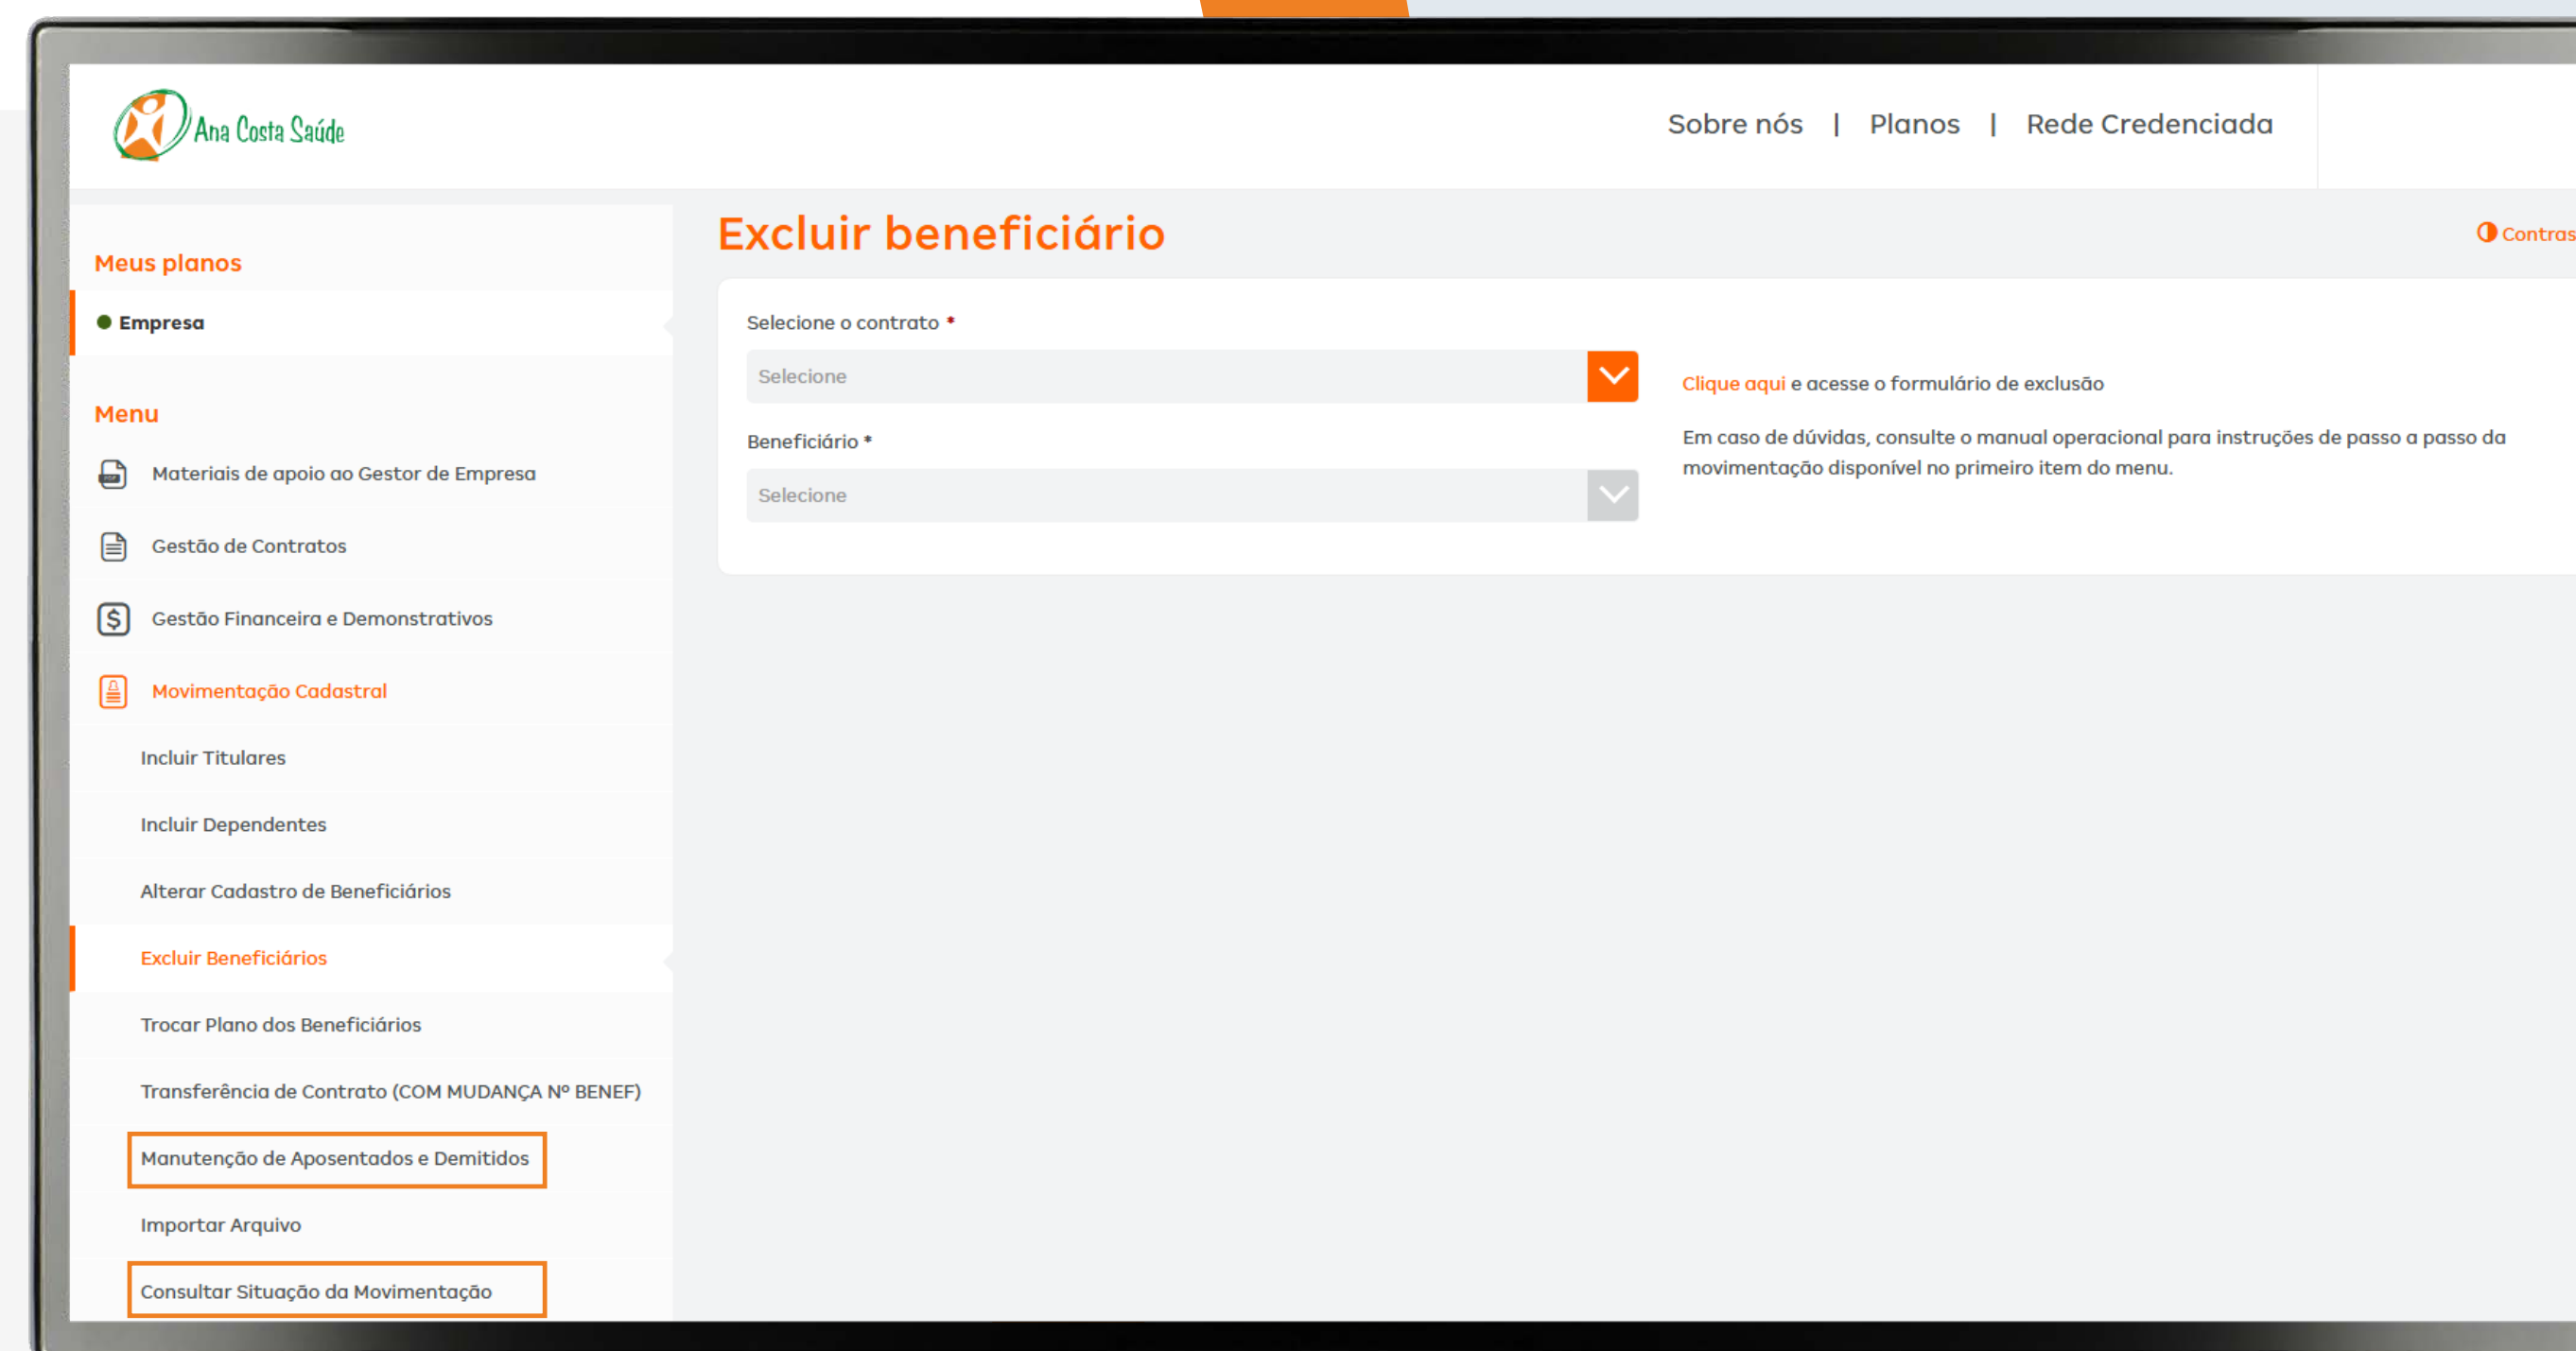 Ana Costa Saúde
Sobre nós | Planos | Rede Credenciada
Meus planos
Empresa
Menu
Materiais de apoio ao Gestor de Empresa
Gestão de Contratos
Gestão Financeira e Demonstrativos
Movimentação Cadastral
Incluir Titulares
Incluir Dependentes
Alterar Cadastro de Beneficiários
Excluir Beneficiários
Trocar Plano dos Beneficiários
Transferência de Contrato (COM MUDANÇA Nº BENEF)
Manutenção de Aposentados e Demitidos
Importar Arquivo
Consultar Situação da Movimentação
Excluir beneficiário
Contras
Selecione o contrato *
Selecione
Beneficiário *
Selecione
Clique aqui e acesse o formulário de exclusão
Em caso de dúvidas, consulte o manual operacional para instruções de passo a passo da
movimentação disponível no primeiro item do menu.